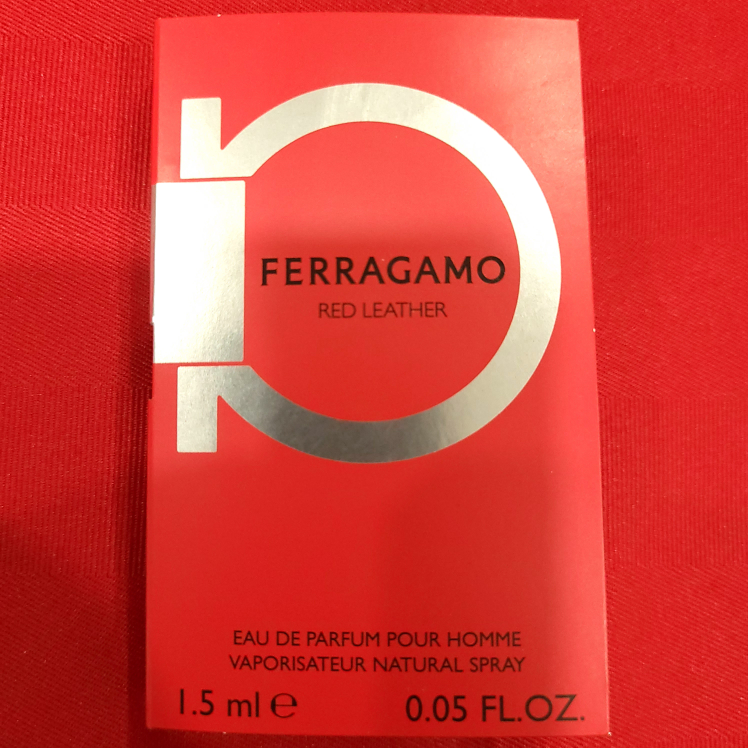 FERRAGAMO
RED LEATHER
EAU DE PARFUM POUR HOMME
VAPORISATEUR NATURAL SPRAY
1.5 ml ℮ 0.05 FL.OZ.